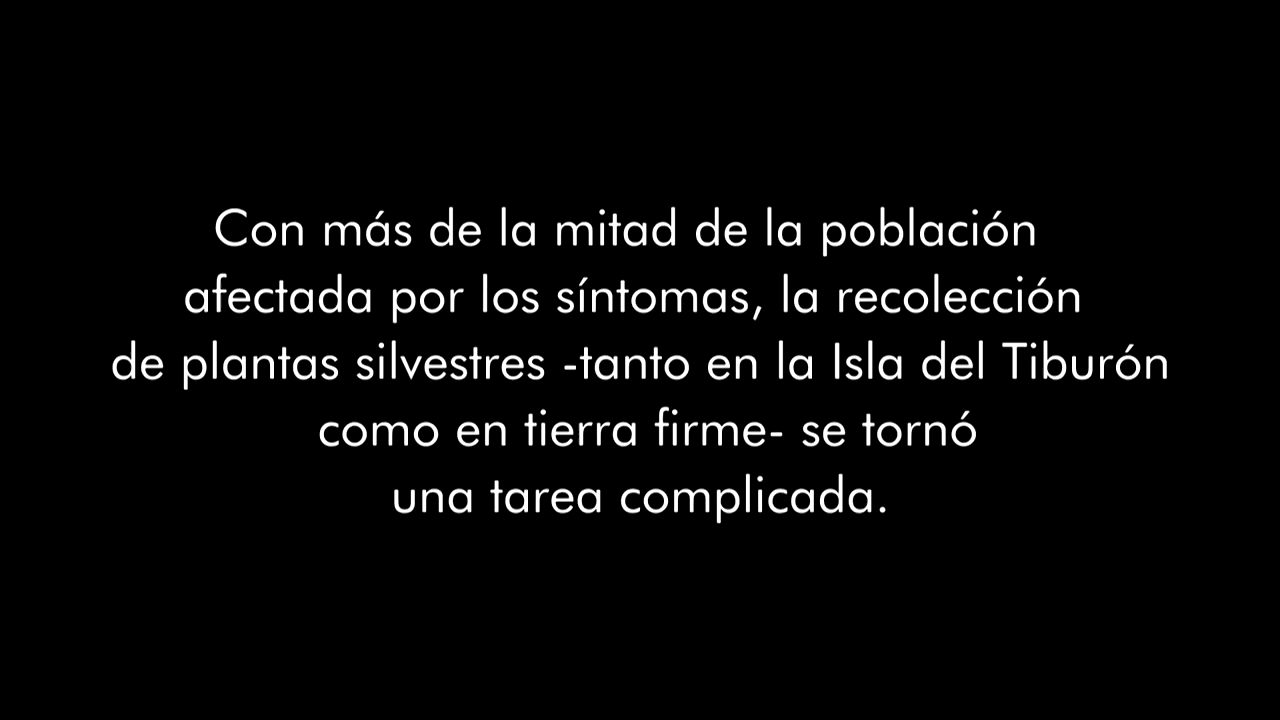 Con más de la mitad de la población
afectada por los síntomas, la recolección
de plantas silvestres -tanto en la Isla del Tiburón
como en tierra firme- se tornó
una tarea complicada.